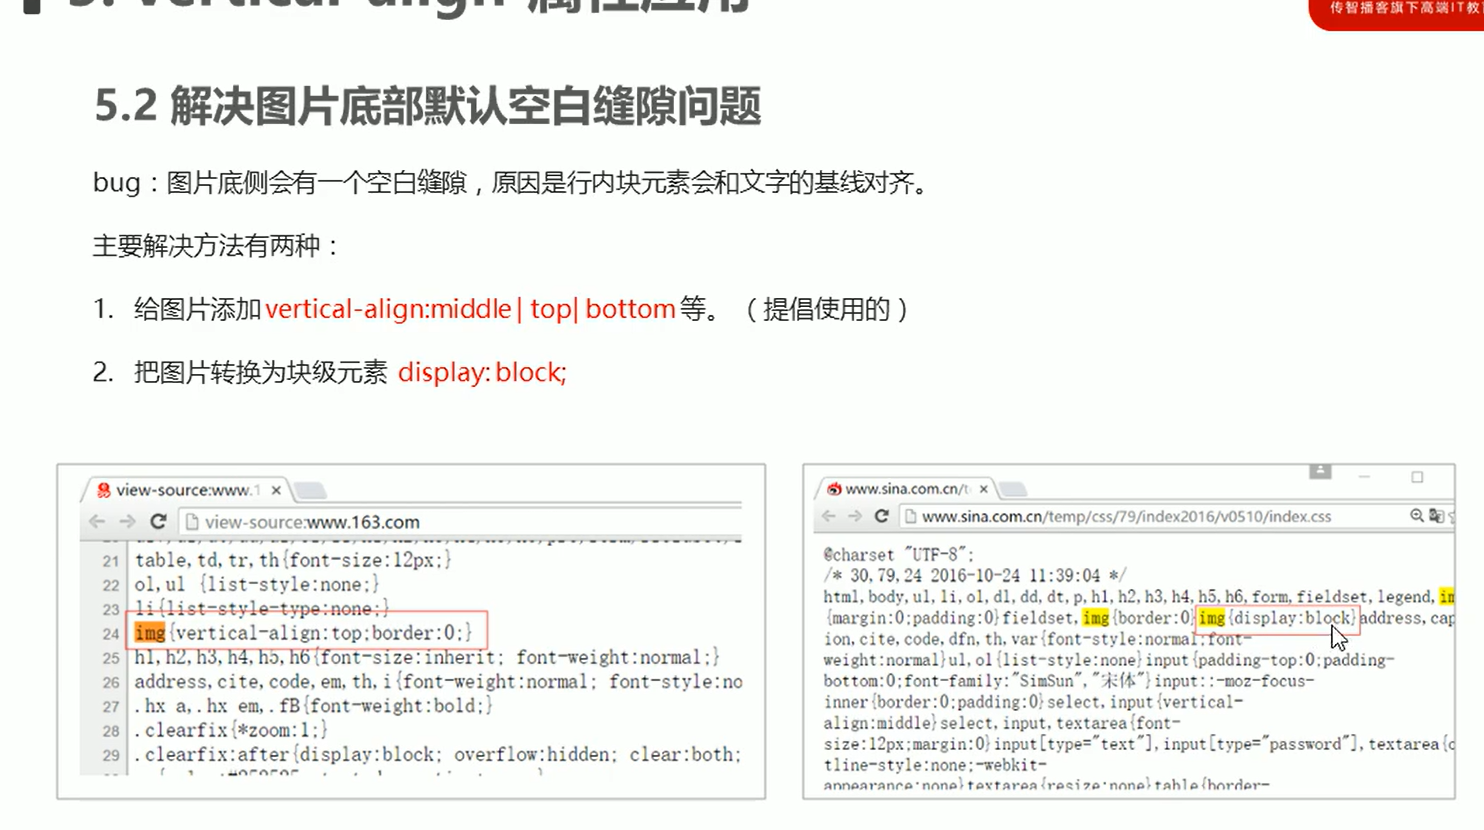 5. vertical-align 属性应用
传智播客旗下高端IT教
5.2 解决图片底部默认空白缝隙问题
bug：图片底侧会有一个空白缝隙，原因是行内块元素会和文字的基线对齐。
主要解决方法有两种：
1. 给图片添加vertical-align:middle | top| bottom等。 （提倡使用的）
2. 把图片转换为块级元素 display: block;
view-source:www.1
view-source:www.163.com
21 table,td,tr,th{font-size:12px;}
22 ol,ul {list-style:none;}
23 li{list-style-type:none;}
24 img{vertical-align:top;border:0;}
25 h1,h2,h3,h4,h5,h6{font-size:inherit; font-weight:normal;}
26 address,cite,code,em,th,i{font-weight:normal; font-style:no
27 .hx a,.hx em,.fB{font-weight:bold;}
28 .clearfix{*zoom:1;}
29 .clearfix:after{display:block; overflow:hidden; clear:both;
www.sina.com.cn/t
www.sina.com.cn/temp/css/79/index2016/v0510/index.css
@charset "UTF-8";
/* 30,79,24 2016-10-24 11:39:04 */
html,body,ul,li,ol,dl,dd,dt,p,h1,h2,h3,h4,h5,h6,form,fieldset,legend,im
{margin:0;padding:0}fieldset,img{border:0}img{display:block}address,cap
ion,cite,code,dfn,th,var{font-style:normal;font-
weight:normal}ul,ol{list-style:none}input{padding-top:0;padding-
bottom:0;font-family:"SimSun","宋体"}input::-moz-focus-
inner{border:0;padding:0}select,input{vertical-
align:middle}select,input,textarea{font-
size:12px;margin:0}input[type="text"],input[type="password"],textarea{o
tline-style:none;-webkit-
appearance:none}textarea{resize:none}table{border-